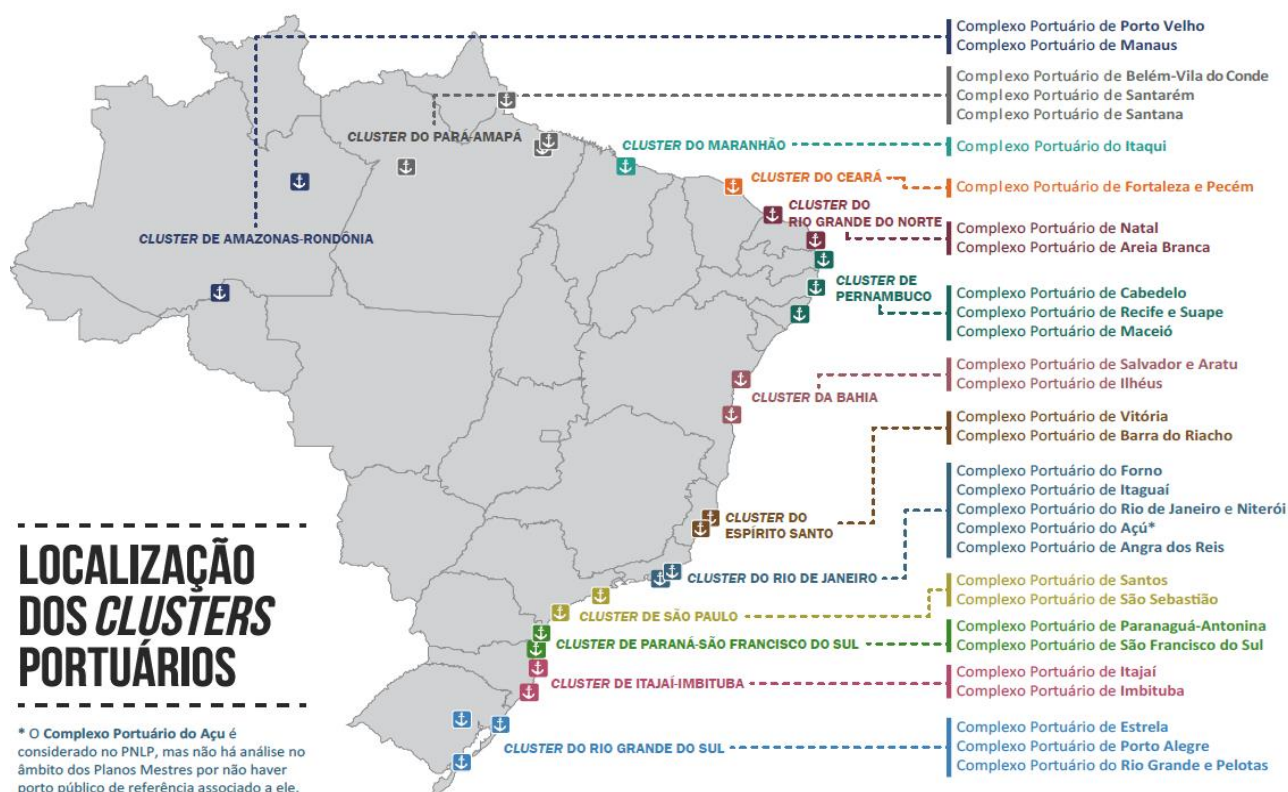 Complexo Portuário de Porto Velho
Complexo Portuário de Manaus
Complexo Portuário de Belém-Vila do Conde
Complexo Portuário de Santarém
Complexo Portuário de Santana
CLUSTER DO PARÁ-AMAPÁ
CLUSTER DO MARANHÃO
Complexo Portuário do Itaqui
CLUSTER DO CEARÁ
Complexo Portuário de Fortaleza e Pecém
CLUSTER DO
RIO GRANDE DO NORTE
Complexo Portuário de Natal
Complexo Portuário de Areia Branca
CLUSTER DE AMAZONAS-RONDÔNIA
CLUSTER DE
PERNAMBUCO
Complexo Portuário de Cabedelo
Complexo Portuário de Recife e Suape
Complexo Portuário de Maceió
Complexo Portuário de Salvador e Aratu
Complexo Portuário de Ilhéus
CLUSTER DA BAHIA
Complexo Portuário de Vitória
Complexo Portuário de Barra do Riacho
CLUSTER DO
ESPÍRITO SANTO
Complexo Portuário do Forno
Complexo Portuário de Itaguaí
Complexo Portuário do Rio de Janeiro e Niterói
Complexo Portuário do Açú*
Complexo Portuário de Angra dos Reis
CLUSTER DO RIO DE JANEIRO
Complexo Portuário de Santos
Complexo Portuário de São Sebastião
CLUSTER DE SÃO PAULO
Complexo Portuário de Paranaguá-Antonina
Complexo Portuário de São Francisco do Sul
CLUSTER DE PARANÁ-SÃO FRANCISCO DO SUL
Complexo Portuário de Itajaí
Complexo Portuário de Imbituba
CLUSTER DE ITAJAÍ-IMBITUBA
Complexo Portuário de Estrela
Complexo Portuário de Porto Alegre
Complexo Portuário do Rio Grande e Pelotas
CLUSTER DO RIO GRANDE DO SUL
LOCALIZAÇÃO
DOS CLUSTERS
PORTUÁRIOS
* O Complexo Portuário do Açu é
considerado no PNLP, mas não há análise no
âmbito dos Planos Mestres por não haver
porto público de referência associado a ele.